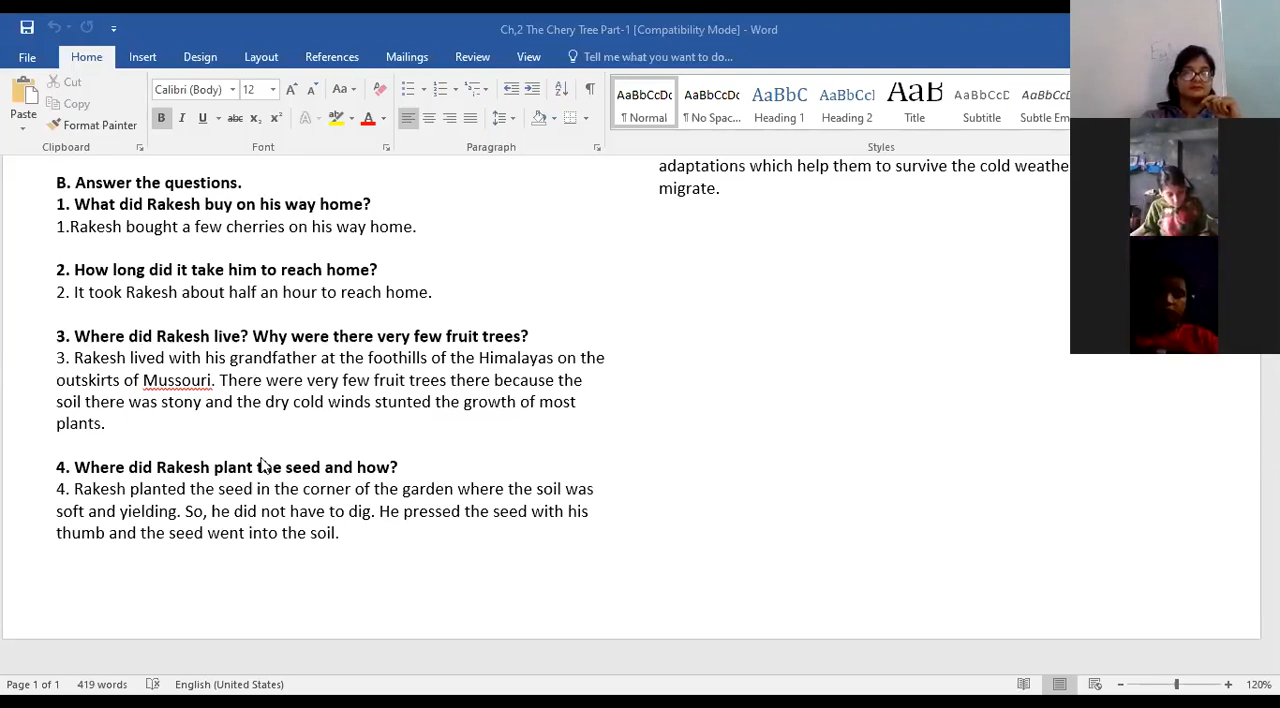 Ch,2 The Chery Tree Part-1 [Compatibility Mode] - Word
File Home Insert Design Layout References Mailings Review View Tell me what you want to do...
Cut
Copy
Format Painter
Paste
Clipboard
Calibri (Body) 12
Font
Paragraph
AaBbCcDc AaBbCcDc AaBbC AaBbCcl AaB AaBbCcD AaBbCcDc
¶ Normal ¶ No Spac... Heading 1 Heading 2 Title Subtitle Subtle Em
Styles
B. Answer the questions.
1. What did Rakesh buy on his way home?
1.Rakesh bought a few cherries on his way home.
2. How long did it take him to reach home?
2. It took Rakesh about half an hour to reach home.
3. Where did Rakesh live? Why were there very few fruit trees?
3. Rakesh lived with his grandfather at the foothills of the Himalayas on the
outskirts of Mussouri. There were very few fruit trees there because the
soil there was stony and the dry cold winds stunted the growth of most
plants.
4. Where did Rakesh plant the seed and how?
4. Rakesh planted the seed in the corner of the garden where the soil was
soft and yielding. So, he did not have to dig. He pressed the seed with his
thumb and the seed went into the soil.
adaptations which help them to survive the cold weathe
migrate.
Page 1 of 1 419 words English (United States) 120%